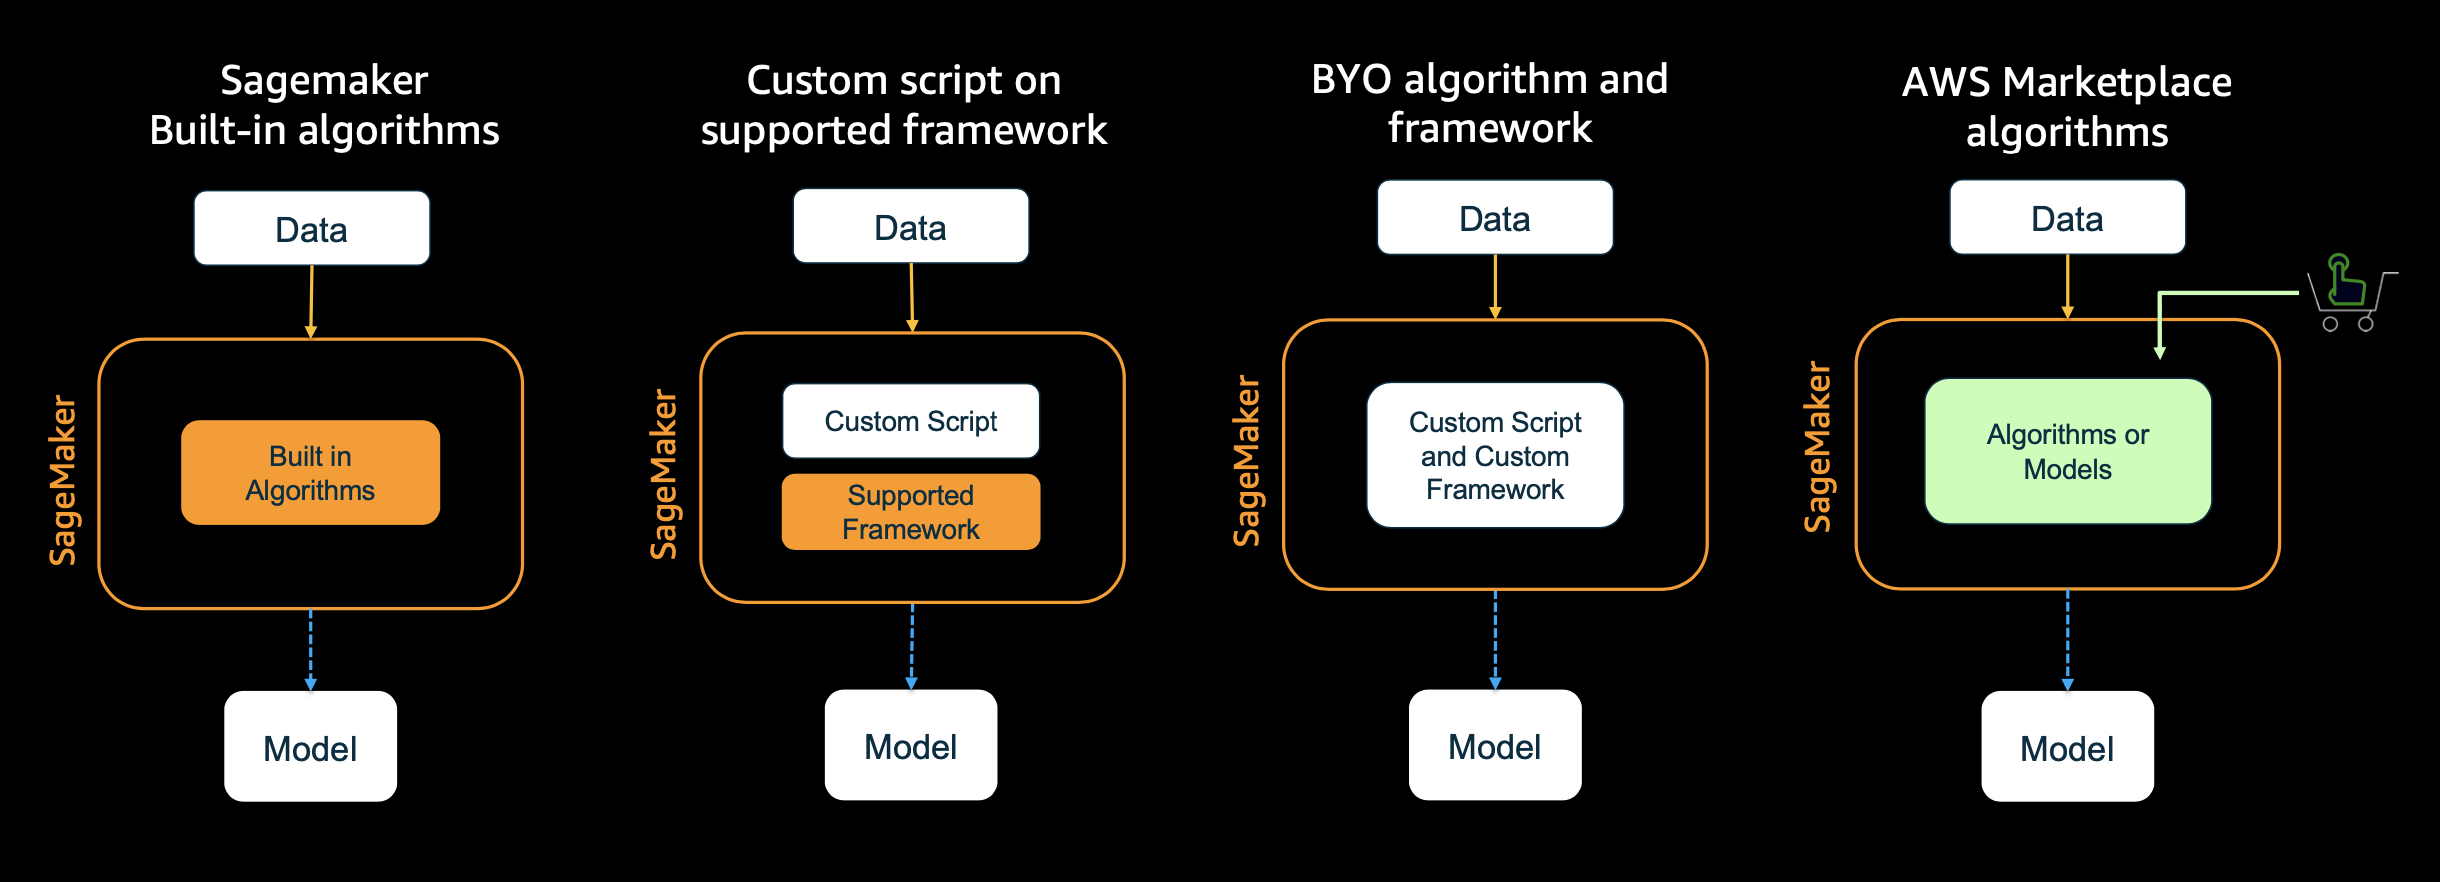 Sagemaker
Built-in algorithms
Data
SageMaker
Built in
Algorithms
Model
Custom script on
supported framework
Data
SageMaker
Custom Script
Supported
Framework
Model
BYO algorithm and
framework
Data
SageMaker
Custom Script
and Custom
Framework
Model
AWS Marketplace
algorithms
Data
SageMaker
Algorithms or
Models
Model